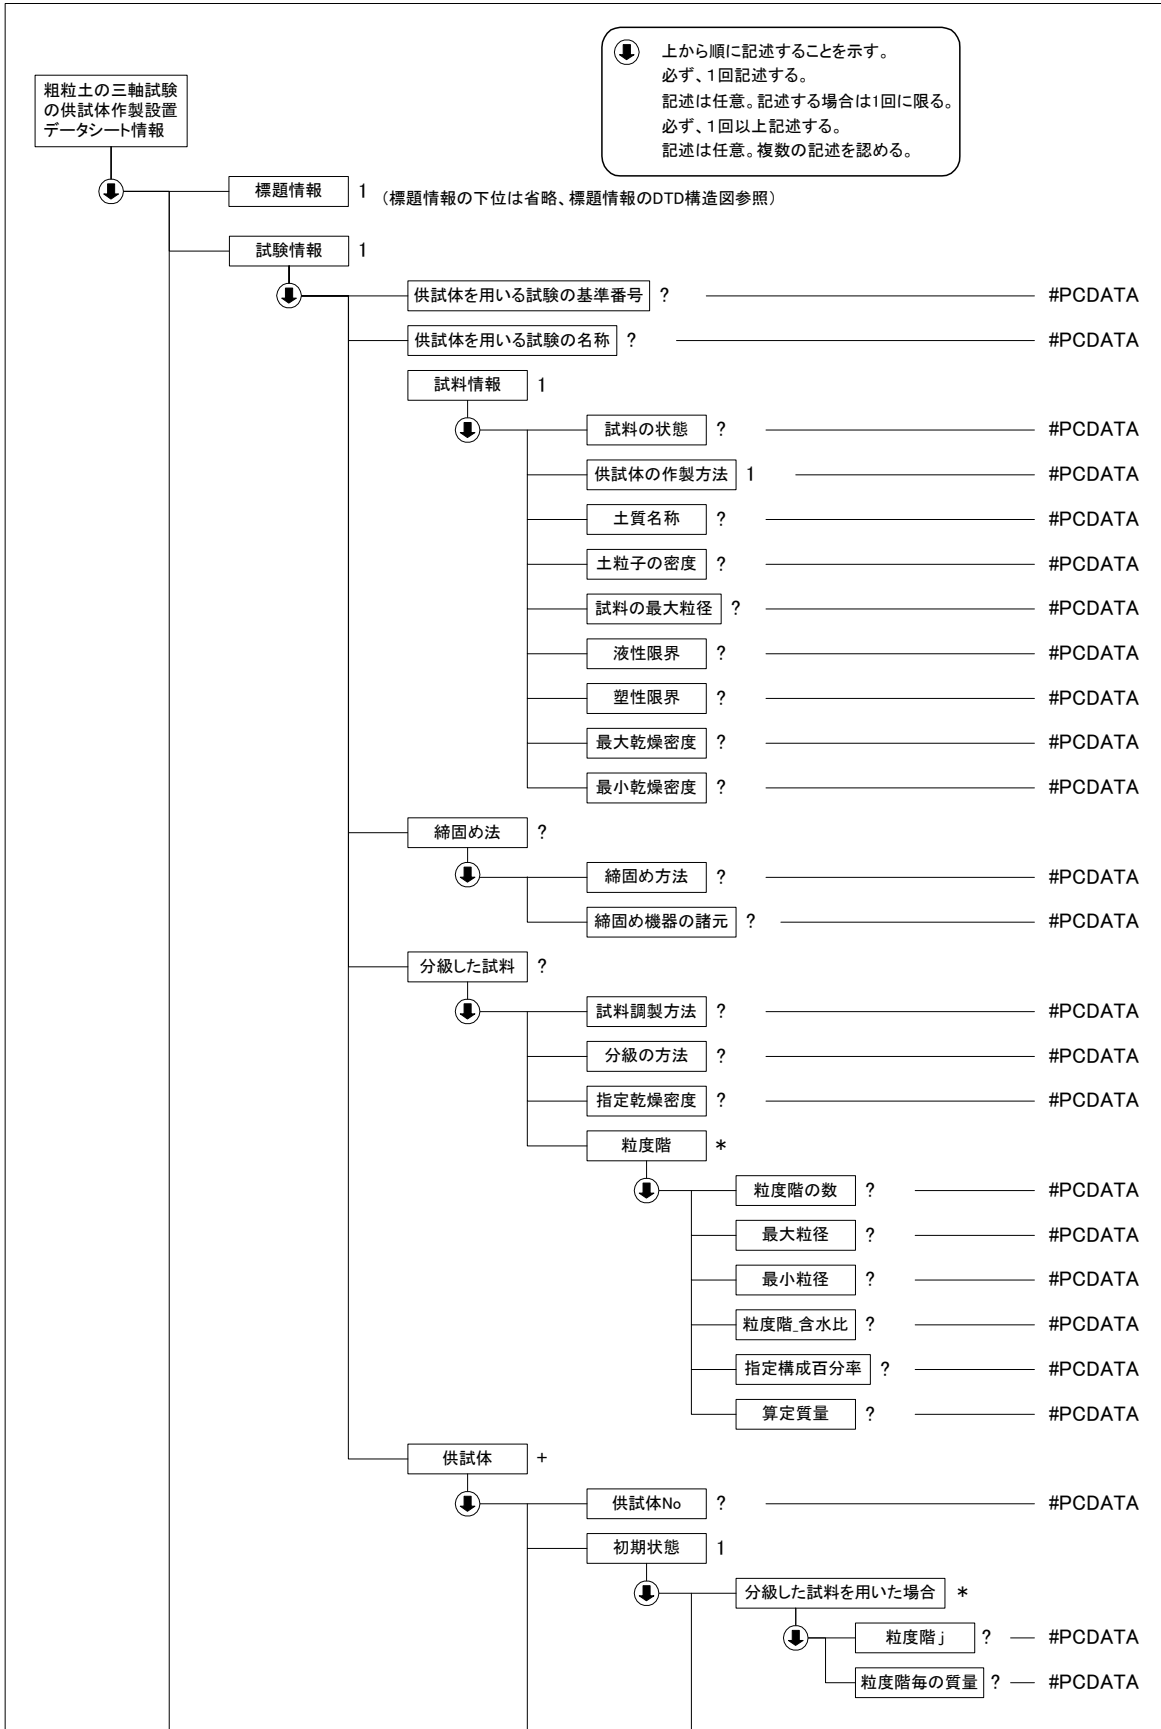 上から順に記述することを示す。
必ず、1回記述する。
記述は任意。記述する場合は1回に限る。
必ず、1回以上記述する。
記述は任意。複数の記述を認める。
粗粒土の三軸試験
の供試体作製設置
データシート情報
標題情報 1 (標題情報の下位は省略、標題情報のDTD構造図参照)
試験情報 1
供試体を用いる試験の基準番号 ? #PCDATA
供試体を用いる試験の名称 ? #PCDATA
試料情報 1
試料の状態 ? #PCDATA
供試体の作製方法 1 #PCDATA
土質名称 ? #PCDATA
土粒子の密度 ? #PCDATA
試料の最大粒径 ? #PCDATA
液性限界 ? #PCDATA
塑性限界 ? #PCDATA
最大乾燥密度 ? #PCDATA
最小乾燥密度 ? #PCDATA
締固め法 ?
締固め方法 ? #PCDATA
締固め機器の諸元 ? #PCDATA
分級した試料 ?
試料調製方法 ? #PCDATA
分級の方法 ? #PCDATA
指定乾燥密度 ? #PCDATA
粒度階 *
粒度階の数 ? #PCDATA
最大粒径 ? #PCDATA
最小粒径 ? #PCDATA
粒度階_含水比 ? #PCDATA
指定構成百分率 ? #PCDATA
算定質量 ? #PCDATA
供試体 +
供試体No ? #PCDATA
初期状態 1
分級した試料を用いた場合 *
粒度階j ? #PCDATA
粒度階毎の質量 ? #PCDATA